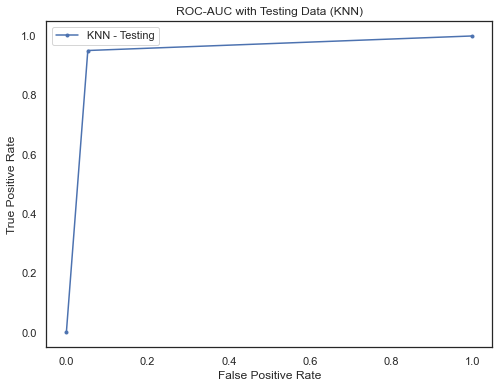 ROC-AUC with Testing Data (KNN)
KNN - Testing
1.0
0.8
0.6
0.4
0.2
0.0
True Positive Rate
0.0 0.2 0.4 0.6 0.8 1.0
False Positive Rate